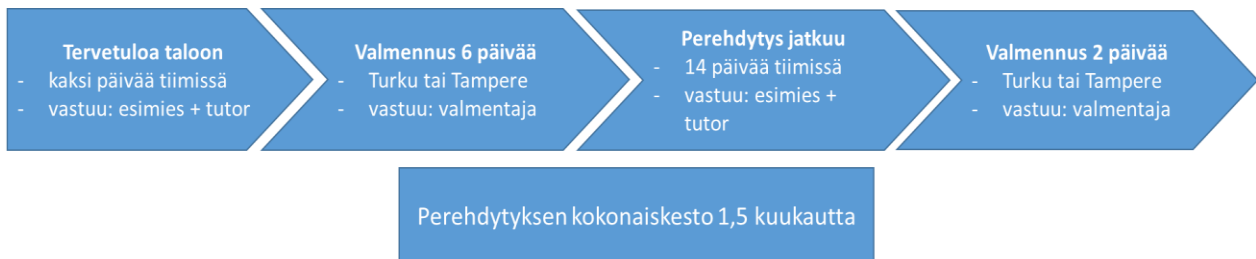 Tervetuloa taloon
- kaksi päivää tiimissä
- vastuu: esimies + tutor
Valmennus 6 päivää
- Turku tai Tampere
- vastuu: valmentaja
Perehdytys jatkuu
- 14 päivää tiimissä
- vastuu: esimies +
tutor
Valmennus 2 päivää
- Turku tai Tampere
- vastuu: valmentaja
Perehdytyksen kokonaiskesto 1,5 kuukautta